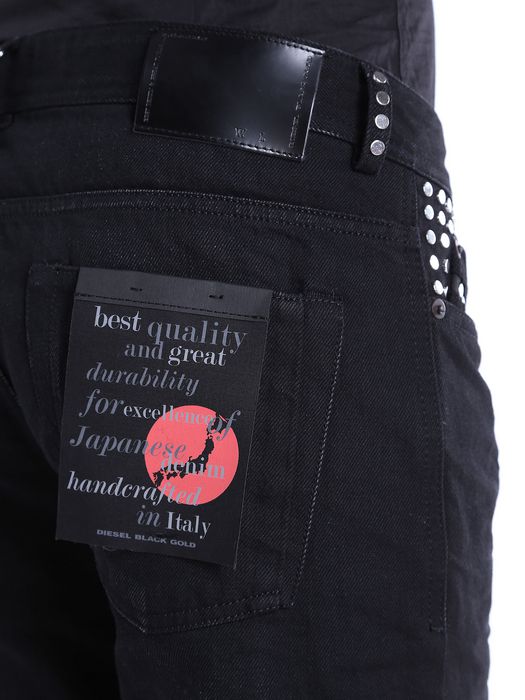 W L
best quality
and great
durability
for excellence of
Japanese
denim
handcrafted
in Italy
DIESEL BLACK GOLD